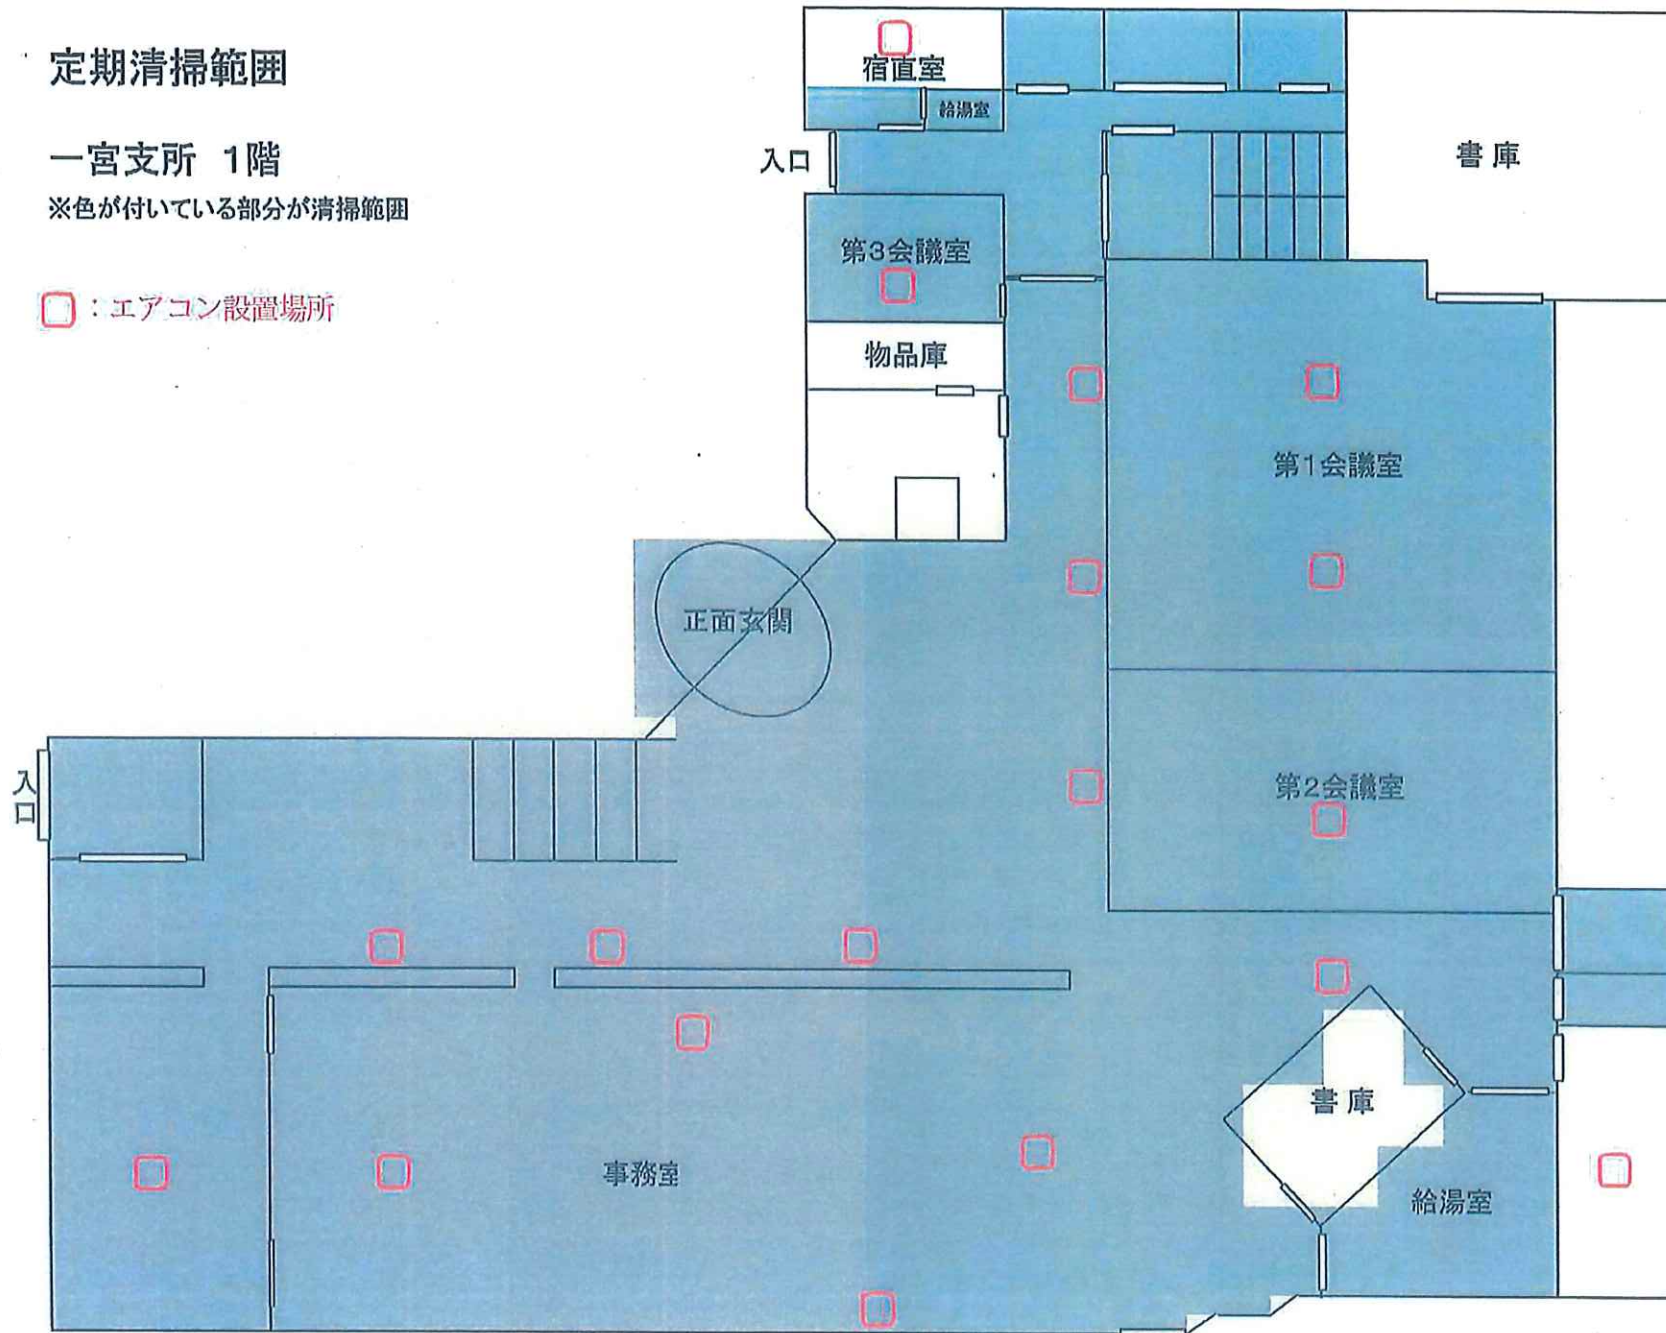 定期清掃範囲
一宮支所 1階
※色が付いている部分が清掃範囲
：エアコン設置場所
宿直室
給湯室
入口
書庫
第3会議室
物品庫
第1会議室
正面玄関
第2会議室
入口
書庫
事務室
給湯室